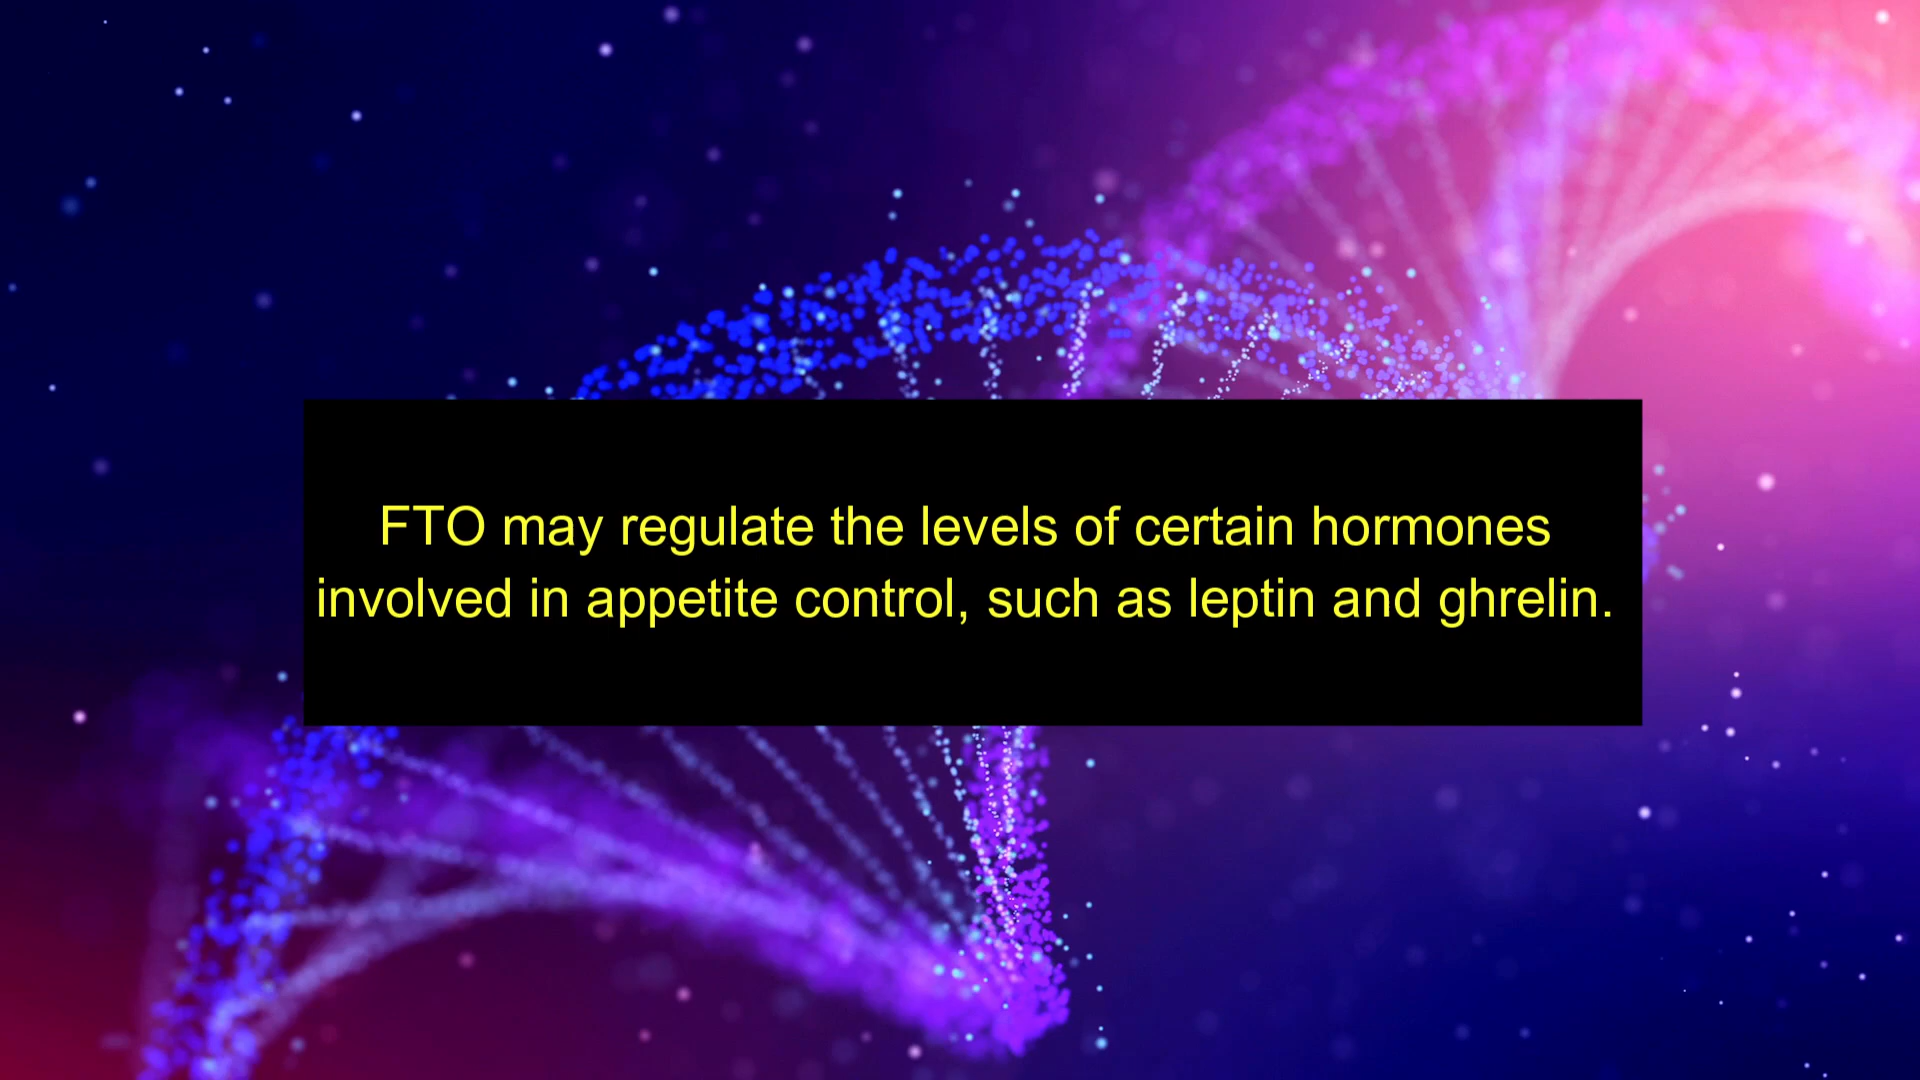 FTO may regulate the levels of certain hormones
involved in appetite control, such as leptin and ghrelin.